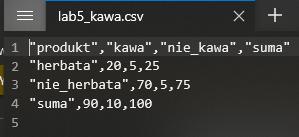 lab5_kawa.csv
1 "produkt","kawa","nie_kawa","suma"
2 "herbata",20,5,25
3 "nie_herbata",70,5,75
4 "suma",90,10,100
5